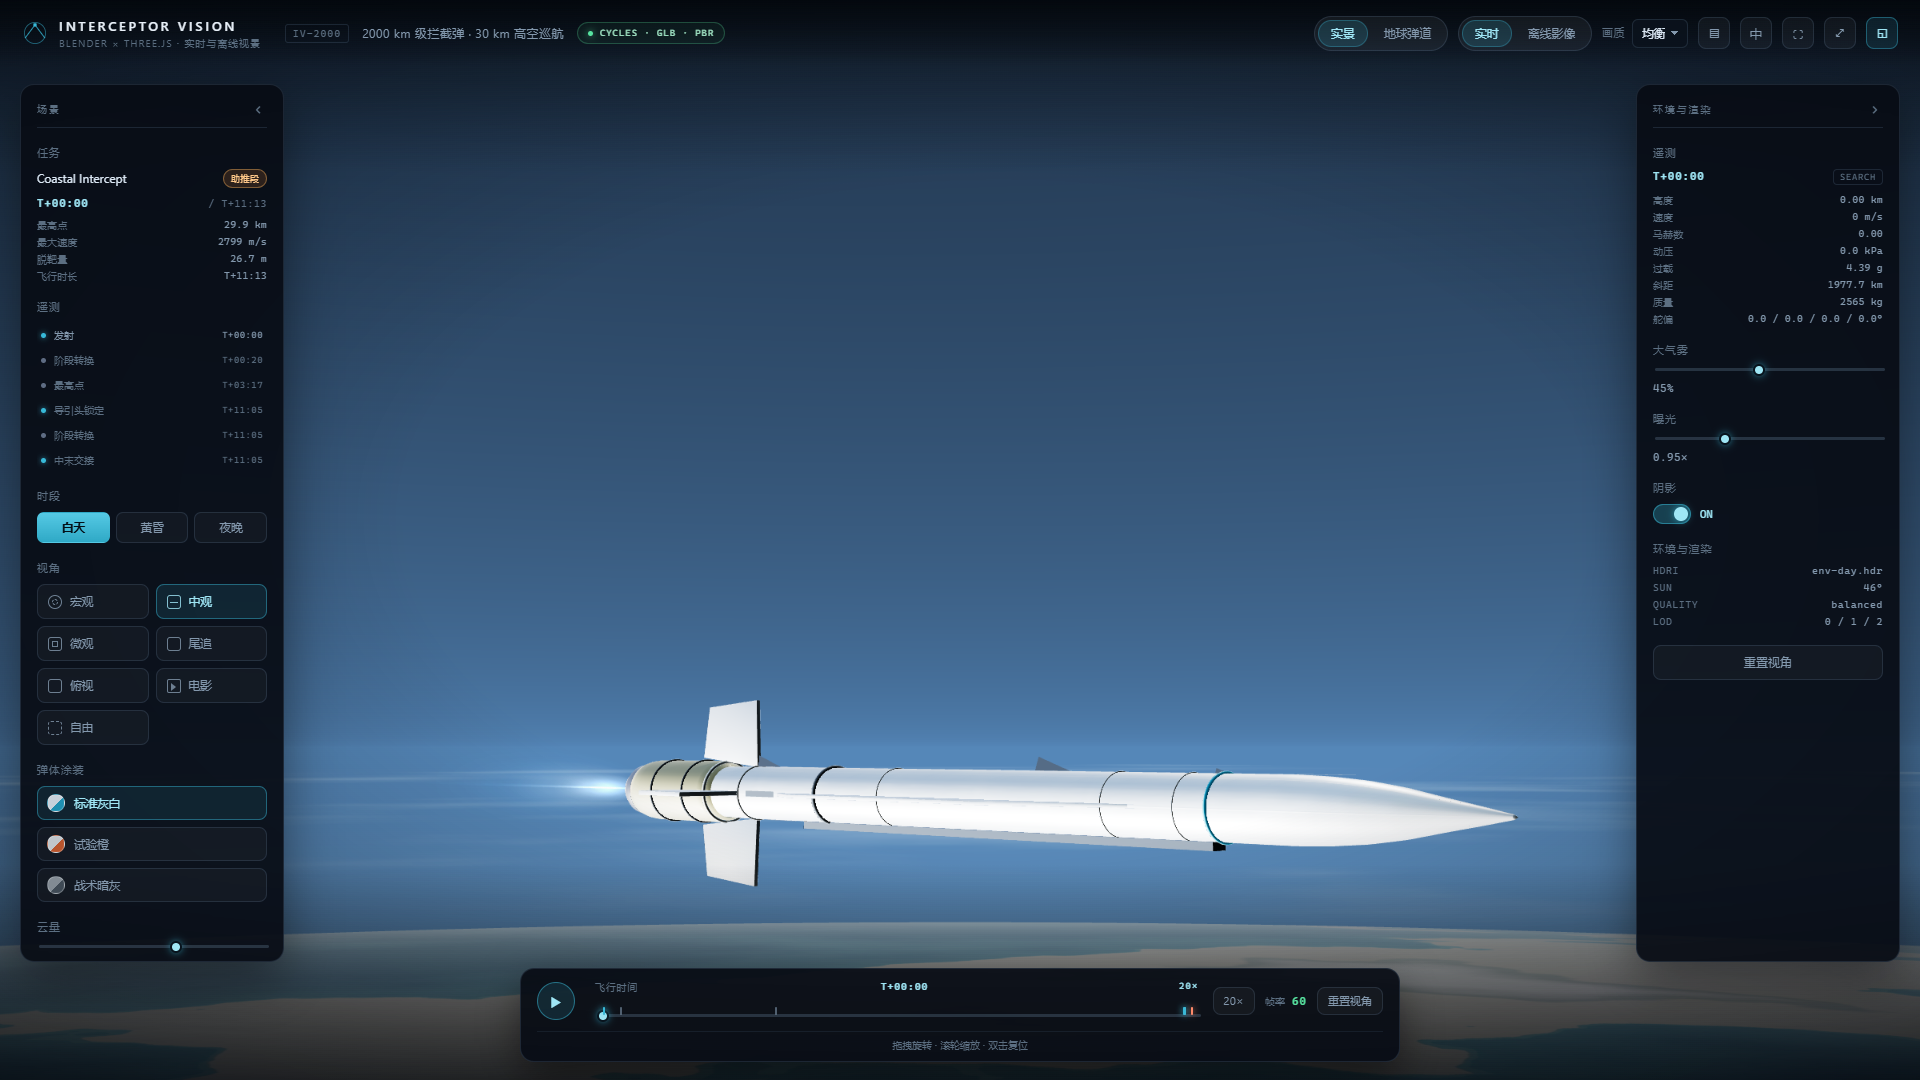 INTERCEPTOR VISION
BLENDER × THREE.JS · 实时与离线视景
IV-2000
2000 km 级拦截弹 · 30 km 高空巡航
CYCLES · GLB · PBR
实景
地球弹道
实时
离线影像
画质
均衡
中
场景
任务
Coastal Intercept
助推段
T+00:00
/ T+11:13
最高点
29.9 km
最大速度
2799 m/s
脱靶量
26.7 m
飞行时长
T+11:13
遥测
发射
T+00:00
阶段转换
T+00:20
最高点
T+03:17
导引头锁定
T+11:05
阶段转换
T+11:05
中末交接
T+11:05
时段
白天
黄昏
夜晚
视角
宏观
中观
微观
尾追
俯视
电影
自由
弹体涂装
标准灰白
试验橙
战术暗灰
云量
环境与渲染
遥测
T+00:00
SEARCH
高度
0.00 km
速度
0 m/s
马赫数
0.00
动压
0.0 kPa
过载
4.39 g
斜距
1977.7 km
质量
2565 kg
舵偏
0.0 / 0.0 / 0.0 / 0.0°
大气雾
45%
曝光
0.95×
阴影
ON
环境与渲染
HDRI
env-day.hdr
SUN
46°
QUALITY
balanced
LOD
0 / 1 / 2
重置视角
飞行时间
T+00:00
20×
20×
帧率 60
重置视角
拖拽旋转 · 滚轮缩放 · 双击复位